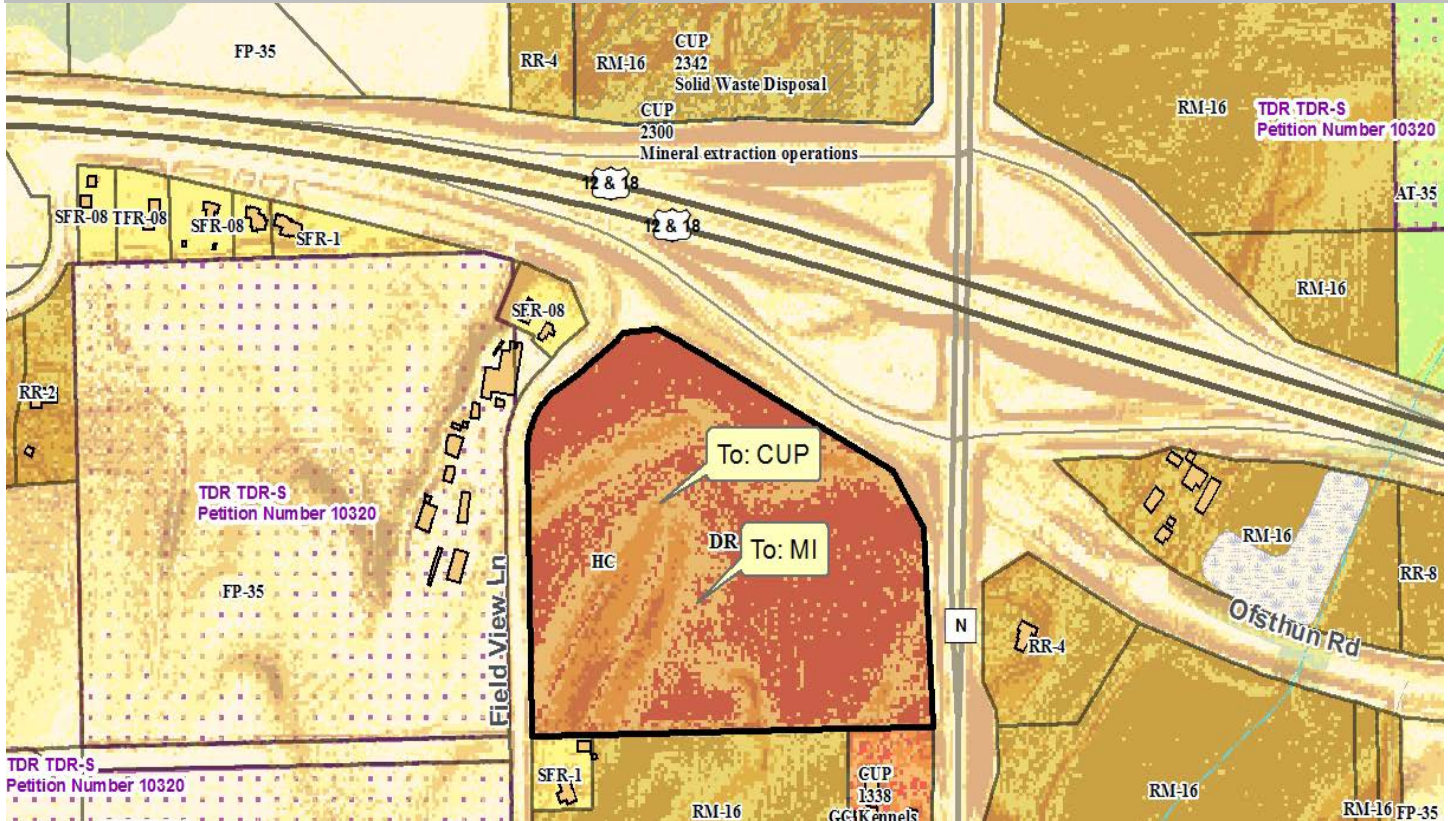 FP-35
RR-4
RM-16
CUP
2342
Solid Waste Disposal
CUP
2300
Mineral extraction operations
RM-16
TDR TDR-S
Petition Number 10320
AT-35
12 & 18
12 & 18
SFR-08
TFR-08
SFR-08
SFR-1
RM-16
SFR-08
RR-2
To: CUP
TDR TDR-S
Petition Number 10320
HC
DR
To: MI
RM-16
RR-8
FP-35
Field View Ln
N
Ofsthun Rd
RR-4
TDR TDR-S
Petition Number 10320
SFR-1
RM-16
CUP
1338
GC Kennels
RM-16
RM-16
FP-35